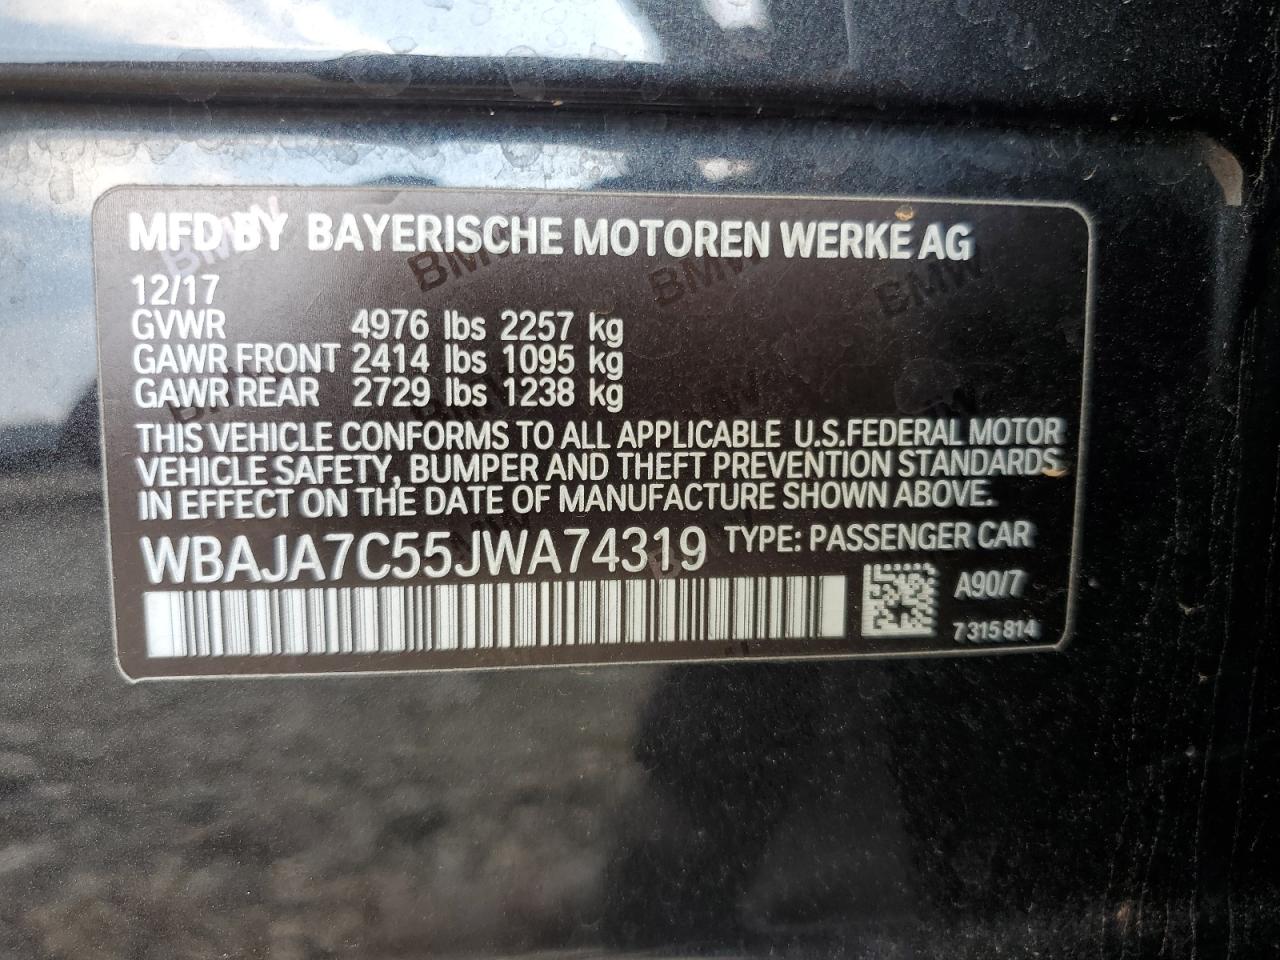 MFD BY BAYERISCHE MOTOREN WERKE AG
12/17
GVWR 4976 lbs 2257 kg
GAWR FRONT 2414 lbs 1095 kg
GAWR REAR 2729 lbs 1238 kg
THIS VEHICLE CONFORMS TO ALL APPLICABLE U.S.FEDERAL MOTOR
VEHICLE SAFETY, BUMPER AND THEFT PREVENTION STANDARDS
IN EFFECT ON THE DATE OF MANUFACTURE SHOWN ABOVE.
WBAJA7C55JWA74319 TYPE: PASSENGER CAR
A90/7
7 315 814